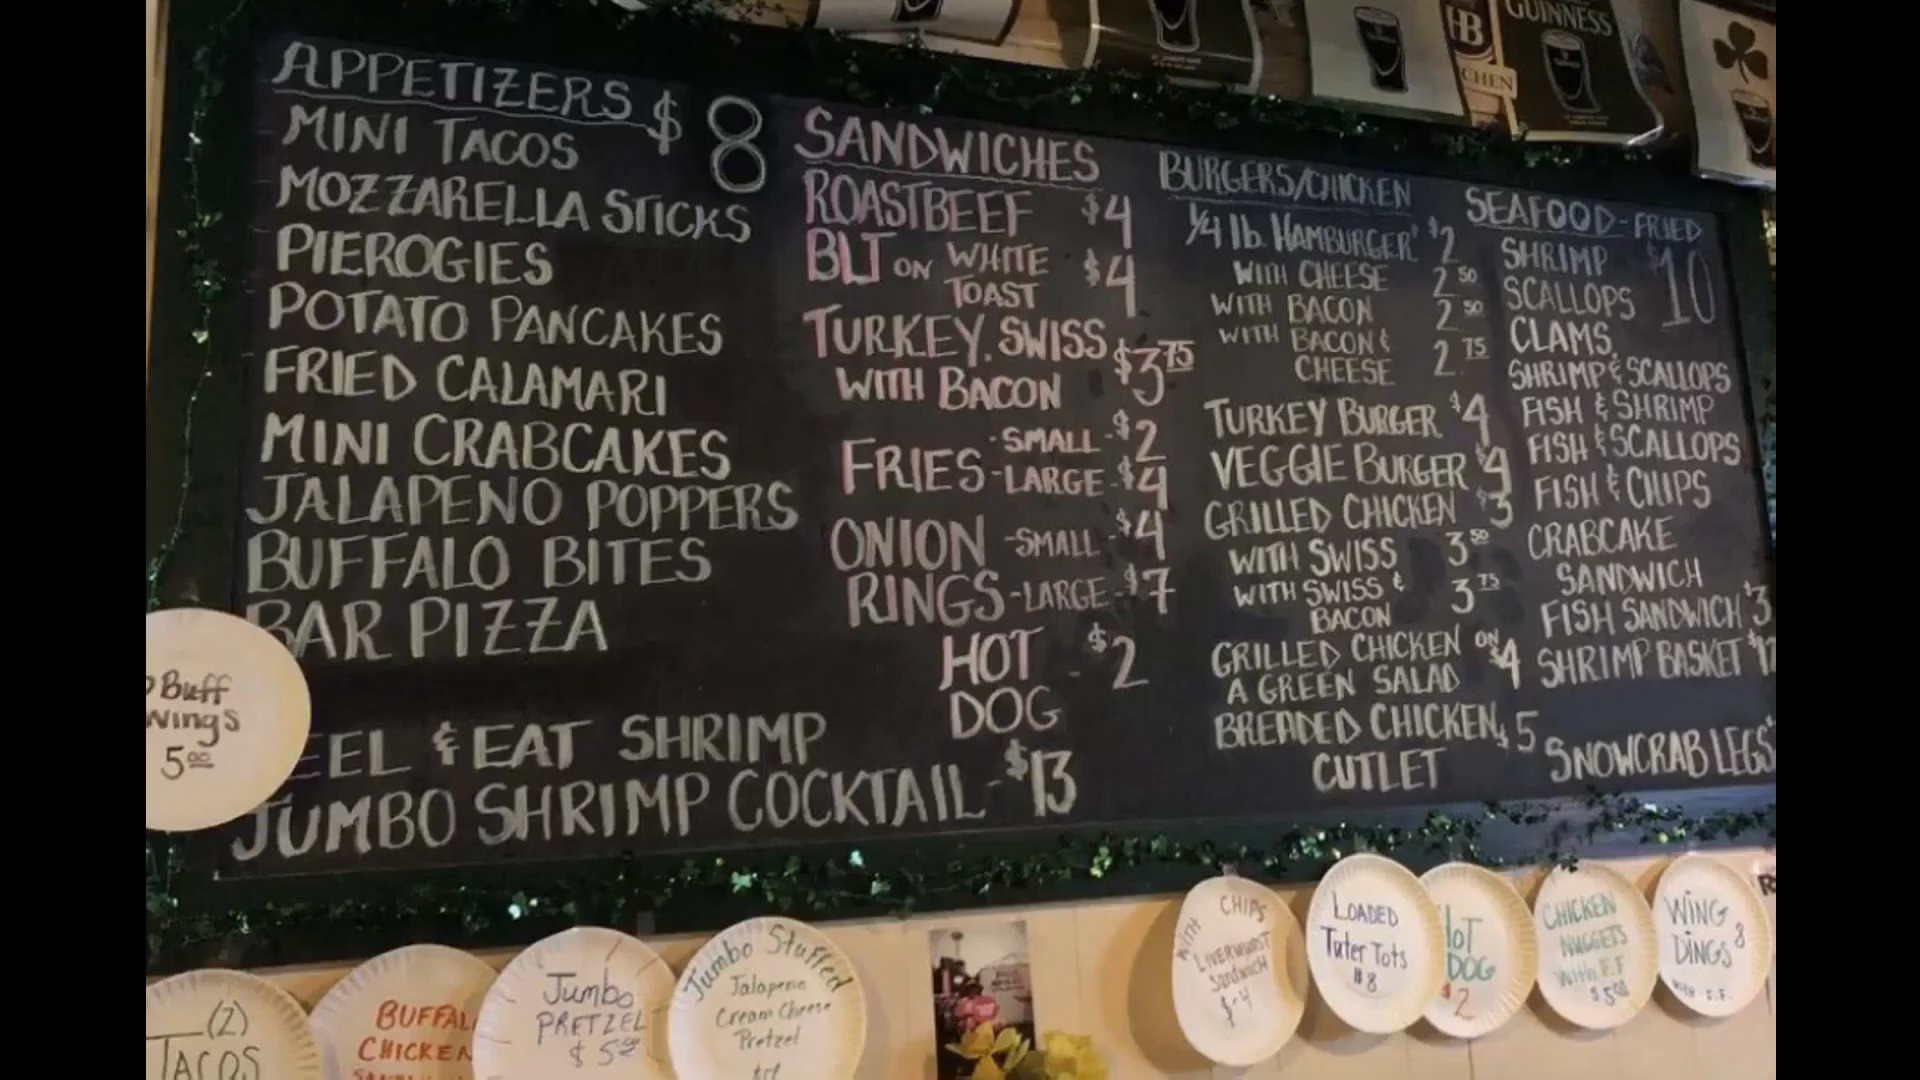 APPETIZERS $8
MINI TACOS
MOZZARELLA STICKS
PIEROGIES
POTATO PANCAKES
FRIED CALAMARI
MINI CRABCAKES
JALAPENO POPPERS
BUFFALO BITES
BAR PIZZA
EEL & EAT SHRIMP
JUMBO SHRIMP COCKTAIL - $13
SANDWICHES
ROASTBEEF $4
BLT ON WHITE $4
TOAST
TURKEY, SWISS $3.75
WITH BACON
FRIES - SMALL - $2
- LARGE - $4
ONION - SMALL - $4
RINGS - LARGE - $7
HOT - $2
DOG
BURGERS/CHICKEN
1/4 lb. HAMBURGER $2
WITH CHEESE 2 50
WITH BACON 2 50
WITH BACON & 2 75
CHEESE
TURKEY BURGER $4
VEGGIE BURGER $4
GRILLED CHICKEN $3
WITH SWISS 3 50
WITH SWISS & 3 75
BACON
GRILLED CHICKEN ON $4
A GREEN SALAD
BREADED CHICKEN $5
CUTLET
SEAFOOD - FRIED
SHRIMP $10
SCALLOPS
CLAMS
SHRIMP & SCALLOPS
FISH & SHRIMP
FISH & SCALLOPS
FISH & CHIPS
CRABCAKE
SANDWICH
FISH SANDWICH $3
SHRIMP BASKET
SNOWCRAB LEGS
GUINNESS
HB
CHEN
Buff
Wings
5 00
(2)
TACOS
BUFFAL
CHICKEN
Jumbo
PRETZEL
$5 00
Jumbo Stuffed
Jalapeno
Cream Cheese
Pretzel
WITH CHIPS
LIVERWURST
SANDWICH
$4
LOADED
Tater Tots
$8
HOT
DOG
$2
CHICKEN
NUGGETS
With F.F
$5 00
WING
DINGS 8
WITH F.F.